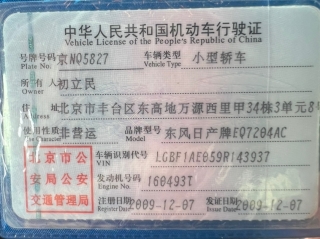 中华人民共和国机动车行驶证
Vehicle License of the People's Republic of China
号牌号码 京NQ5827 车辆类型 小型轿车
Plate No. Vehicle Type
所有人 初立民
Owner
住址 北京市丰台区东高地万源西里甲34栋3单元8
Address
使用性质 非营运 品牌型号 东风日产牌EQ7204AC
Use Character Model
北京市公安局公安交通管理局
车辆识别代号 LGBF1AE059R143937
VIN
发动机号码 160493T
Engine No.
注册日期 2009-12-07 发证日期 2009-12-07
Register Date Issue Date